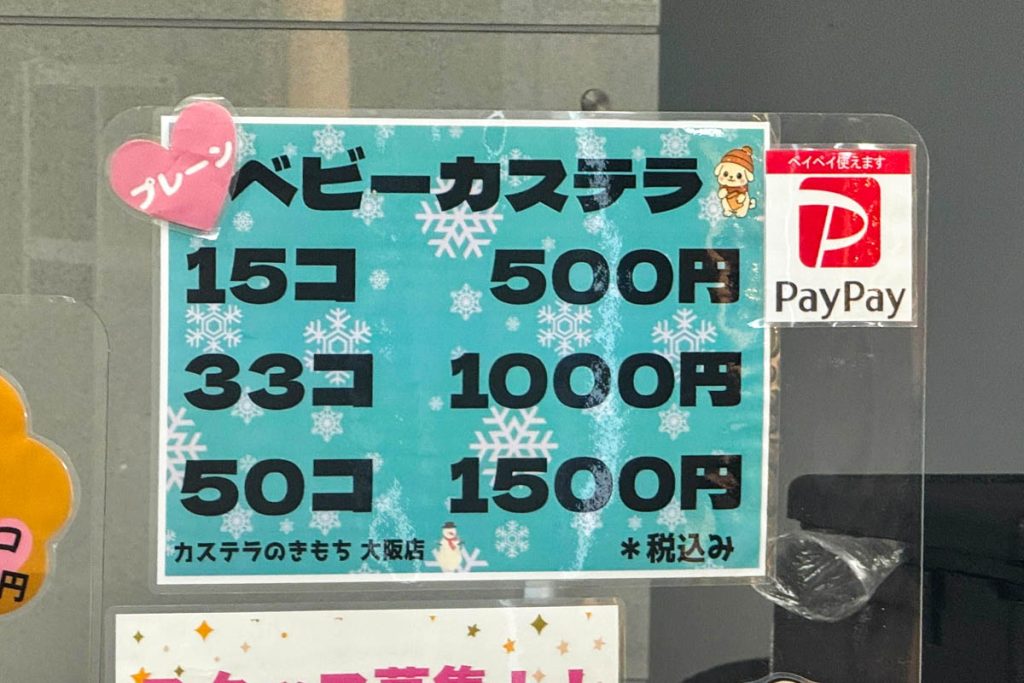 プレーン
ベビーカステラ
15コ 500円
33コ 1000円
50コ 1500円
カステラのきもち 大阪店 *税込み
ペイペイ使えます
PayPay
コ
円